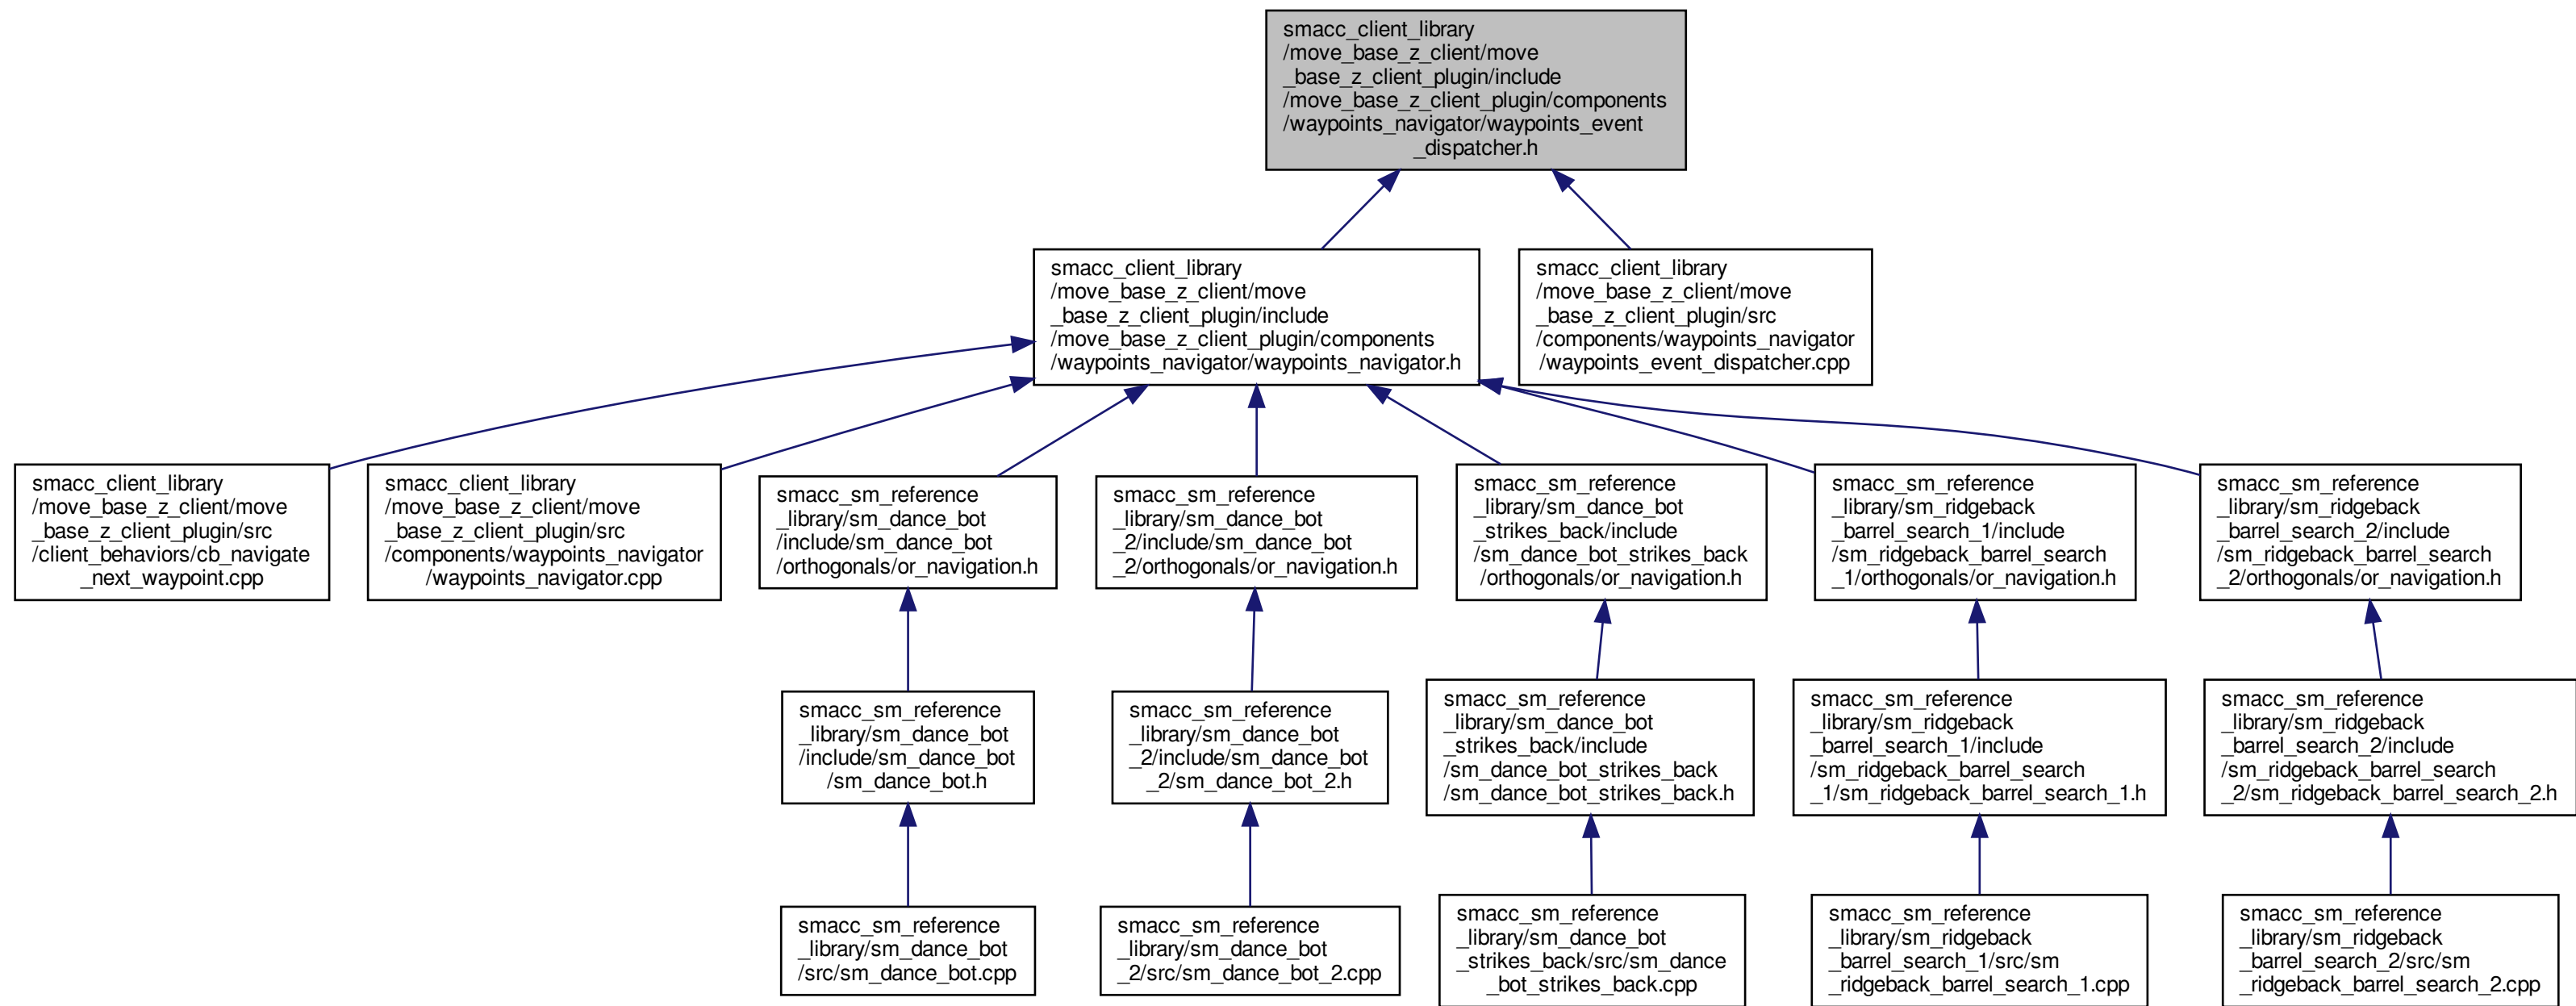 smacc_client_library
/move_base_z_client/move
_base_z_client_plugin/include
/move_base_z_client_plugin/components
/waypoints_navigator/waypoints_event
_dispatcher.h
smacc_client_library
/move_base_z_client/move
_base_z_client_plugin/include
/move_base_z_client_plugin/components
/waypoints_navigator/waypoints_navigator.h
smacc_client_library
/move_base_z_client/move
_base_z_client_plugin/src
/components/waypoints_navigator
/waypoints_event_dispatcher.cpp
smacc_client_library
/move_base_z_client/move
_base_z_client_plugin/src
/client_behaviors/cb_navigate
_next_waypoint.cpp
smacc_client_library
/move_base_z_client/move
_base_z_client_plugin/src
/components/waypoints_navigator
/waypoints_navigator.cpp
smacc_sm_reference
_library/sm_dance_bot
/include/sm_dance_bot
/orthogonals/or_navigation.h
smacc_sm_reference
_library/sm_dance_bot
_2/include/sm_dance_bot
_2/orthogonals/or_navigation.h
smacc_sm_reference
_library/sm_dance_bot
_strikes_back/include
/sm_dance_bot_strikes_back
/orthogonals/or_navigation.h
smacc_sm_reference
_library/sm_ridgeback
_barrel_search_1/include
/sm_ridgeback_barrel_search
_1/orthogonals/or_navigation.h
smacc_sm_reference
_library/sm_ridgeback
_barrel_search_2/include
/sm_ridgeback_barrel_search
_2/orthogonals/or_navigation.h
smacc_sm_reference
_library/sm_dance_bot
/include/sm_dance_bot
/sm_dance_bot.h
smacc_sm_reference
_library/sm_dance_bot
_2/include/sm_dance_bot
_2/sm_dance_bot_2.h
smacc_sm_reference
_library/sm_dance_bot
_strikes_back/include
/sm_dance_bot_strikes_back
/sm_dance_bot_strikes_back.h
smacc_sm_reference
_library/sm_ridgeback
_barrel_search_1/include
/sm_ridgeback_barrel_search
_1/sm_ridgeback_barrel_search_1.h
smacc_sm_reference
_library/sm_ridgeback
_barrel_search_2/include
/sm_ridgeback_barrel_search
_2/sm_ridgeback_barrel_search_2.h
smacc_sm_reference
_library/sm_dance_bot
/src/sm_dance_bot.cpp
smacc_sm_reference
_library/sm_dance_bot
_2/src/sm_dance_bot_2.cpp
smacc_sm_reference
_library/sm_dance_bot
_strikes_back/src/sm_dance
_bot_strikes_back.cpp
smacc_sm_reference
_library/sm_ridgeback
_barrel_search_1/src/sm
_ridgeback_barrel_search_1.cpp
smacc_sm_reference
_library/sm_ridgeback
_barrel_search_2/src/sm
_ridgeback_barrel_search_2.cpp